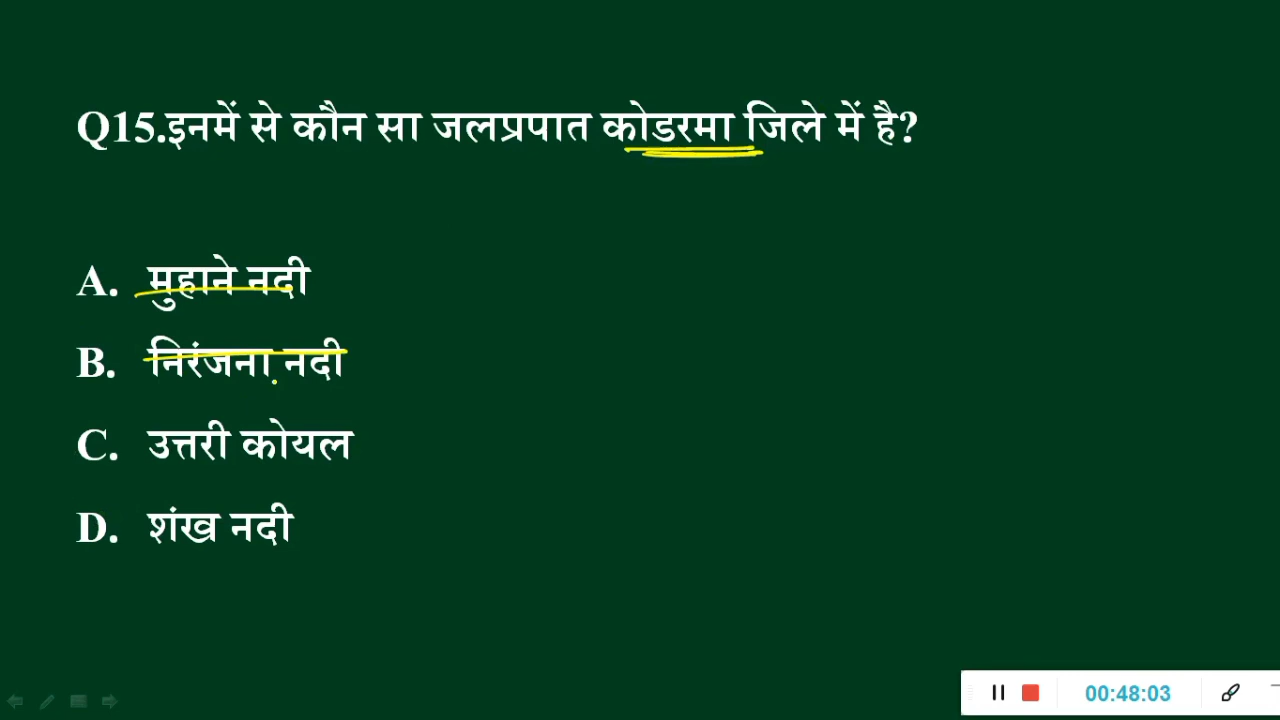 Q15.इनमें से कौन सा जलप्रपात कोडरमा जिले में है?
A. मुहाने नदी
B. निरंजना नदी
C. उत्तरी कोयल
D. शंख नदी
00:48:03